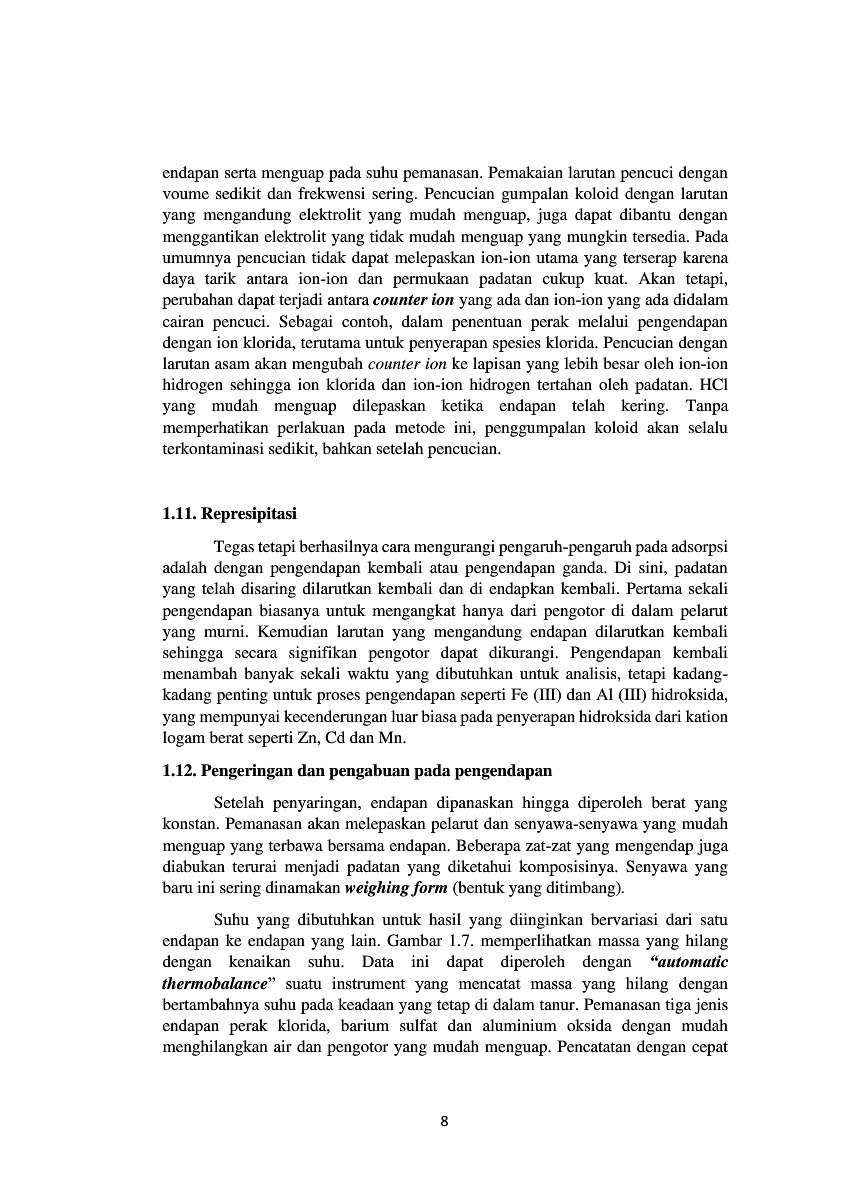 endapan serta menguap pada suhu pemanasan. Pemakaian larutan pencuci dengan
voume sedikit dan frekwensi sering. Pencucian gumpalan koloid dengan larutan
yang mengandung elektrolit yang mudah menguap, juga dapat dibantu dengan
menggantikan elektrolit yang tidak mudah menguap yang mungkin tersedia. Pada
umumnya pencucian tidak dapat melepaskan ion-ion utama yang terserap karena
daya tarik antara ion-ion dan permukaan padatan cukup kuat. Akan tetapi,
perubahan dapat terjadi antara counter ion yang ada dan ion-ion yang ada didalam
cairan pencuci. Sebagai contoh, dalam penentuan perak melalui pengendapan
dengan ion klorida, terutama untuk penyerapan spesies klorida. Pencucian dengan
larutan asam akan mengubah counter ion ke lapisan yang lebih besar oleh ion-ion
hidrogen sehingga ion klorida dan ion-ion hidrogen tertahan oleh padatan. HCl
yang mudah menguap dilepaskan ketika endapan telah kering. Tanpa
memperhatikan perlakuan pada metode ini, penggumpalan koloid akan selalu
terkontaminasi sedikit, bahkan setelah pencucian.
1.11. Represipitasi
Tegas tetapi berhasilnya cara mengurangi pengaruh-pengaruh pada adsorpsi
adalah dengan pengendapan kembali atau pengendapan ganda. Di sini, padatan
yang telah disaring dilarutkan kembali dan di endapkan kembali. Pertama sekali
pengendapan biasanya untuk mengangkat hanya dari pengotor di dalam pelarut
yang murni. Kemudian larutan yang mengandung endapan dilarutkan kembali
sehingga secara signifikan pengotor dapat dikurangi. Pengendapan kembali
menambah banyak sekali waktu yang dibutuhkan untuk analisis, tetapi kadang-
kadang penting untuk proses pengendapan seperti Fe (III) dan Al (III) hidroksida,
yang mempunyai kecenderungan luar biasa pada penyerapan hidroksida dari kation
logam berat seperti Zn, Cd dan Mn.
1.12. Pengeringan dan pengabuan pada pengendapan
Setelah penyaringan, endapan dipanaskan hingga diperoleh berat yang
konstan. Pemanasan akan melepaskan pelarut dan senyawa-senyawa yang mudah
menguap yang terbawa bersama endapan. Beberapa zat-zat yang mengendap juga
diabukan terurai menjadi padatan yang diketahui komposisinya. Senyawa yang
baru ini sering dinamakan weighing form (bentuk yang ditimbang).
Suhu yang dibutuhkan untuk hasil yang diinginkan bervariasi dari satu
endapan ke endapan yang lain. Gambar 1.7. memperlihatkan massa yang hilang
dengan kenaikan suhu. Data ini dapat diperoleh dengan “automatic
thermobalance” suatu instrument yang mencatat massa yang hilang dengan
bertambahnya suhu pada keadaan yang tetap di dalam tanur. Pemanasan tiga jenis
endapan perak klorida, barium sulfat dan aluminium oksida dengan mudah
menghilangkan air dan pengotor yang mudah menguap. Pencatatan dengan cepat
8